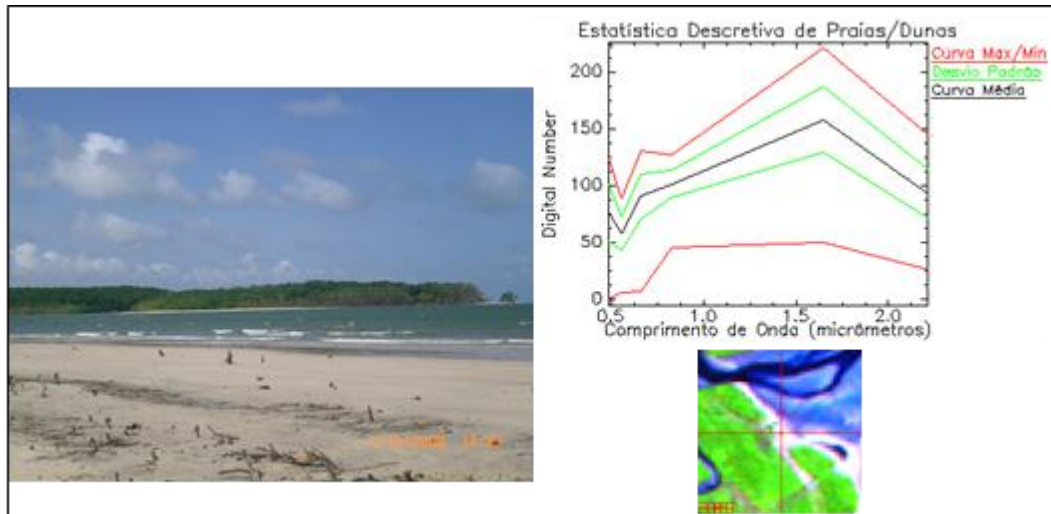 Estatística Descritiva de Praias/Dunas
Curva Max/Min
Desvio Padrão
Curva Média
Digital Number
200
150
100
50
0
0.5 1.0 1.5 2.0
Comprimento de Onda (micrômetros)